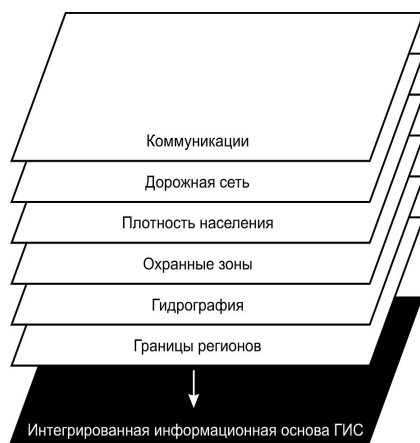 Коммуникации
Дорожная сеть
Плотность населения
Охранные зоны
Гидрография
Границы регионов
Интегрированная информационная основа ГИС